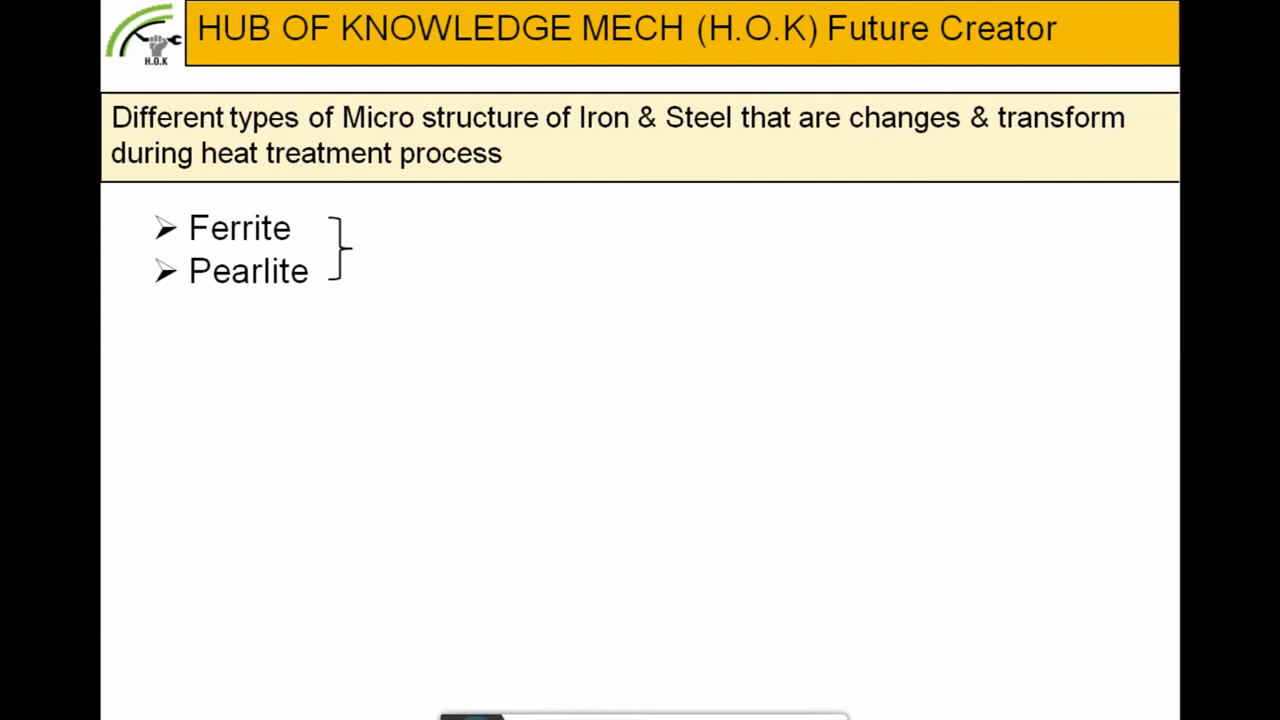 HUB OF KNOWLEDGE MECH (H.O.K) Future Creator
H.O.K
Different types of Micro structure of Iron & Steel that are changes & transform
during heat treatment process
Ferrite
Pearlite